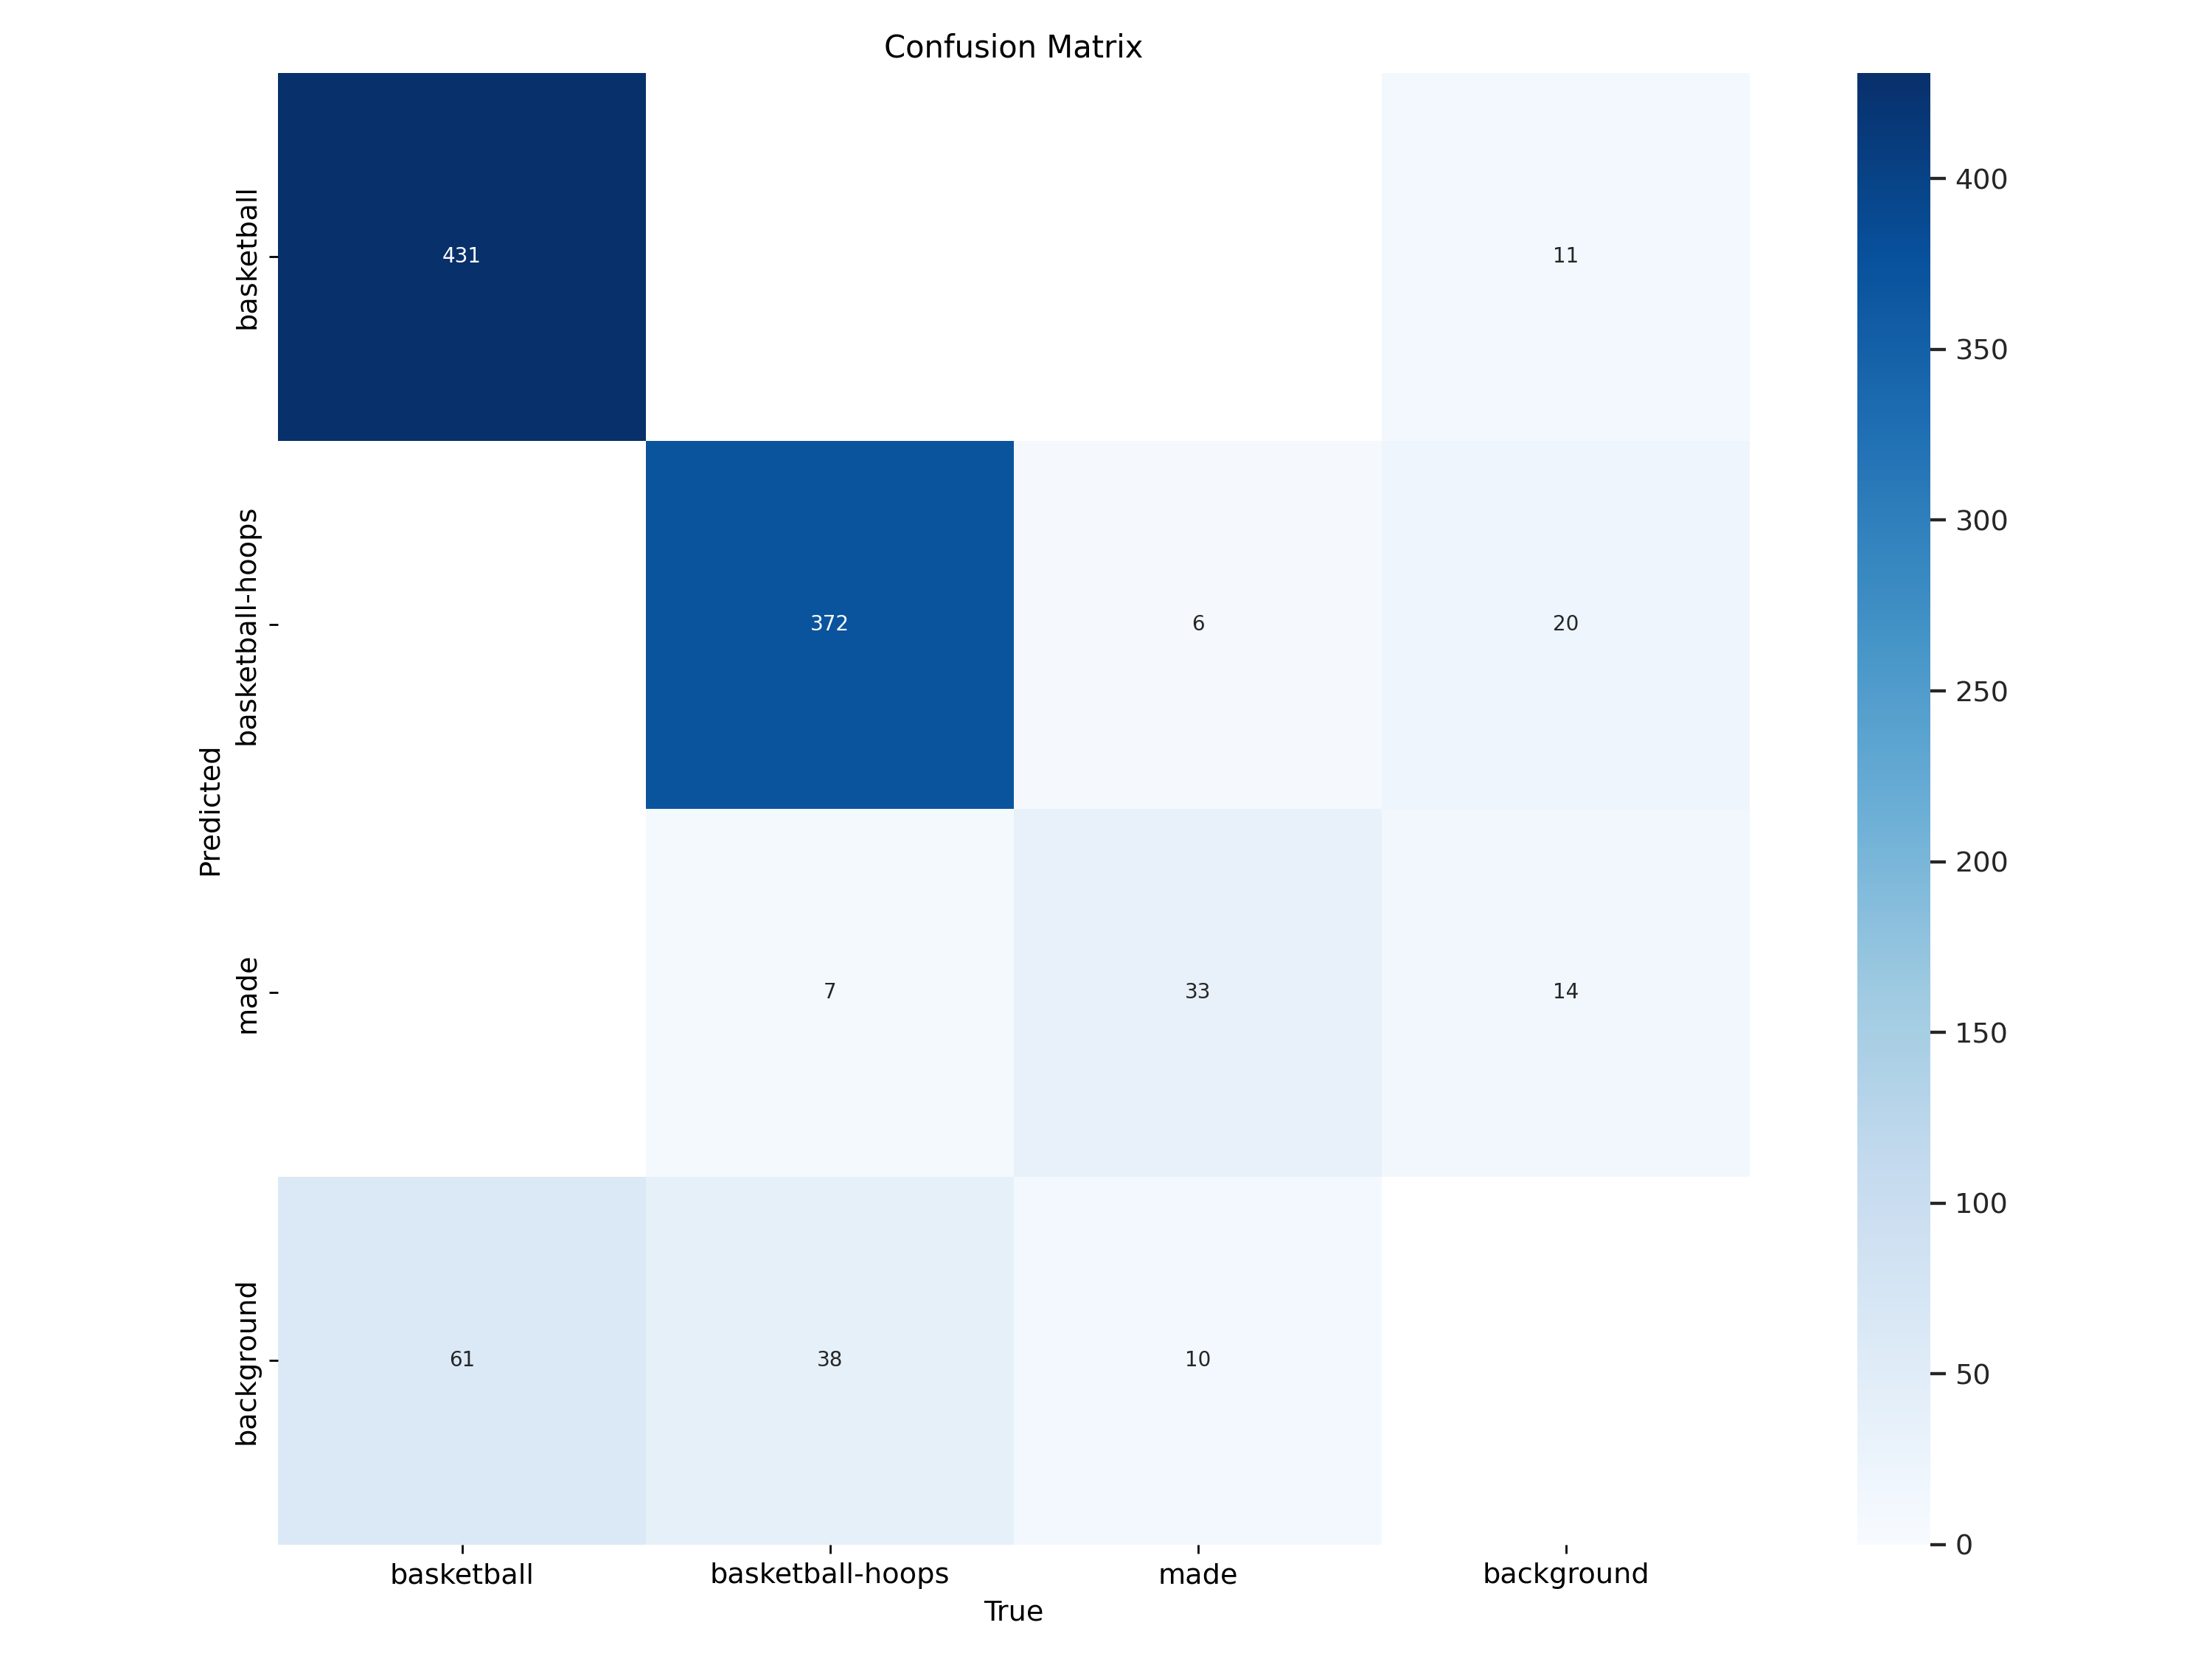 Confusion Matrix
Predicted
basketball
431
11
basketball-hoops
372
6
20
made
7
33
14
background
61
38
10
basketball
basketball-hoops
made
background
True
400
350
300
250
200
150
100
50
0